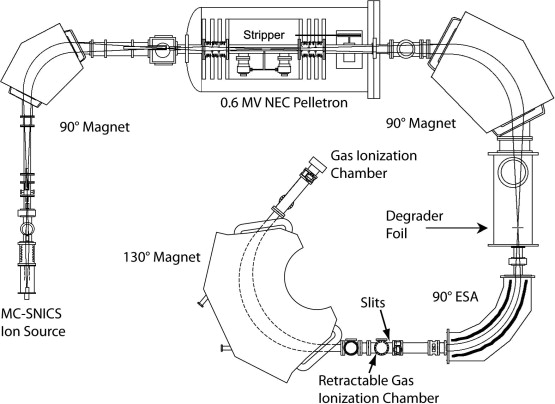 Stripper
0.6 MV NEC Pelletron
90° Magnet
90° Magnet
Gas Ionization
Chamber
Degrader
Foil
130° Magnet
90° ESA
MC-SNICS
Ion Source
Slits
Retractable Gas
Ionization Chamber